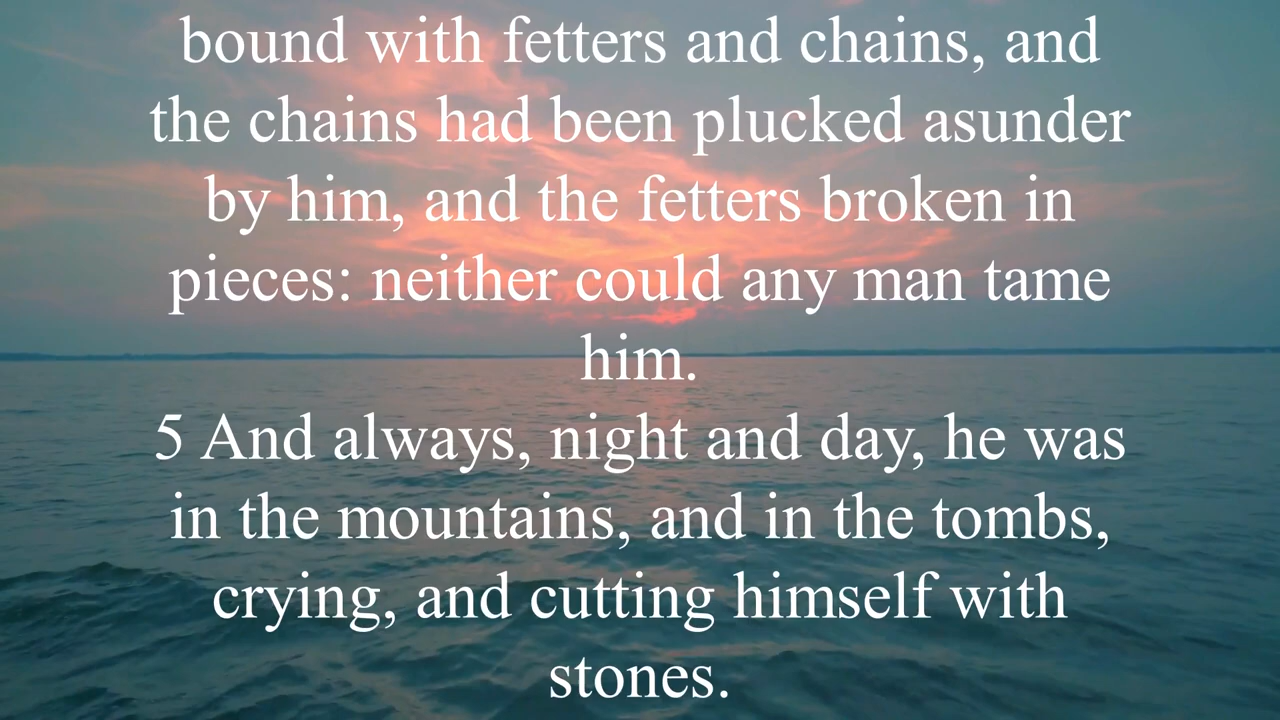 bound with fetters and chains, and
the chains had been plucked asunder
by him, and the fetters broken in
pieces: neither could any man tame
him.
5 And always, night and day, he was
in the mountains, and in the tombs,
crying, and cutting himself with
stones.